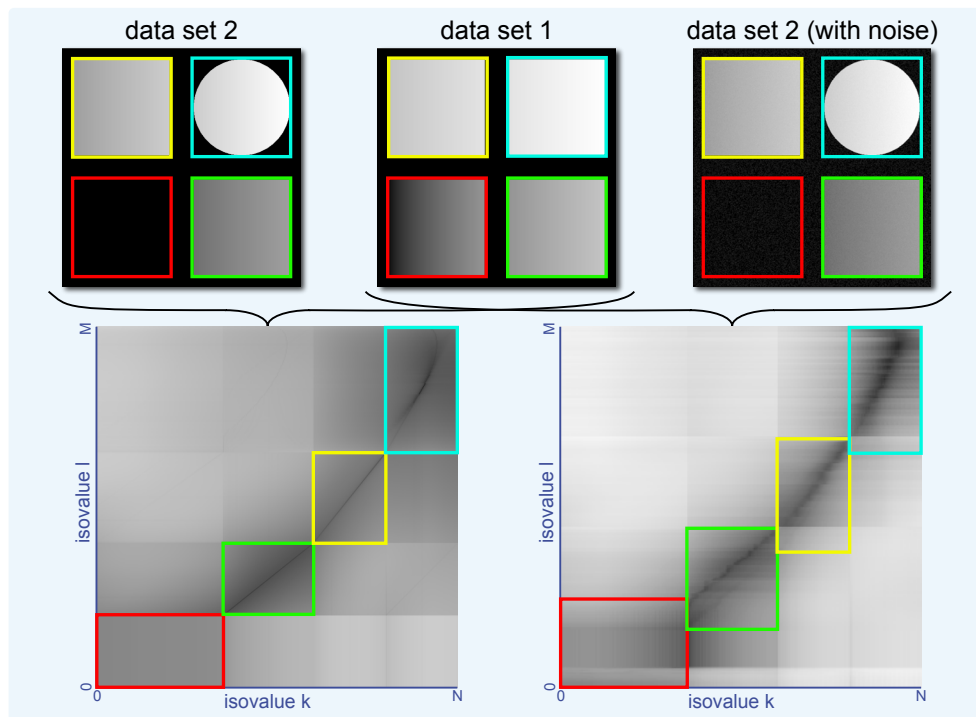 data set 2
data set 1
data set 2 (with noise)
M
isovalue l
0
0
isovalue k
N
M
isovalue l
0
0
isovalue k
N